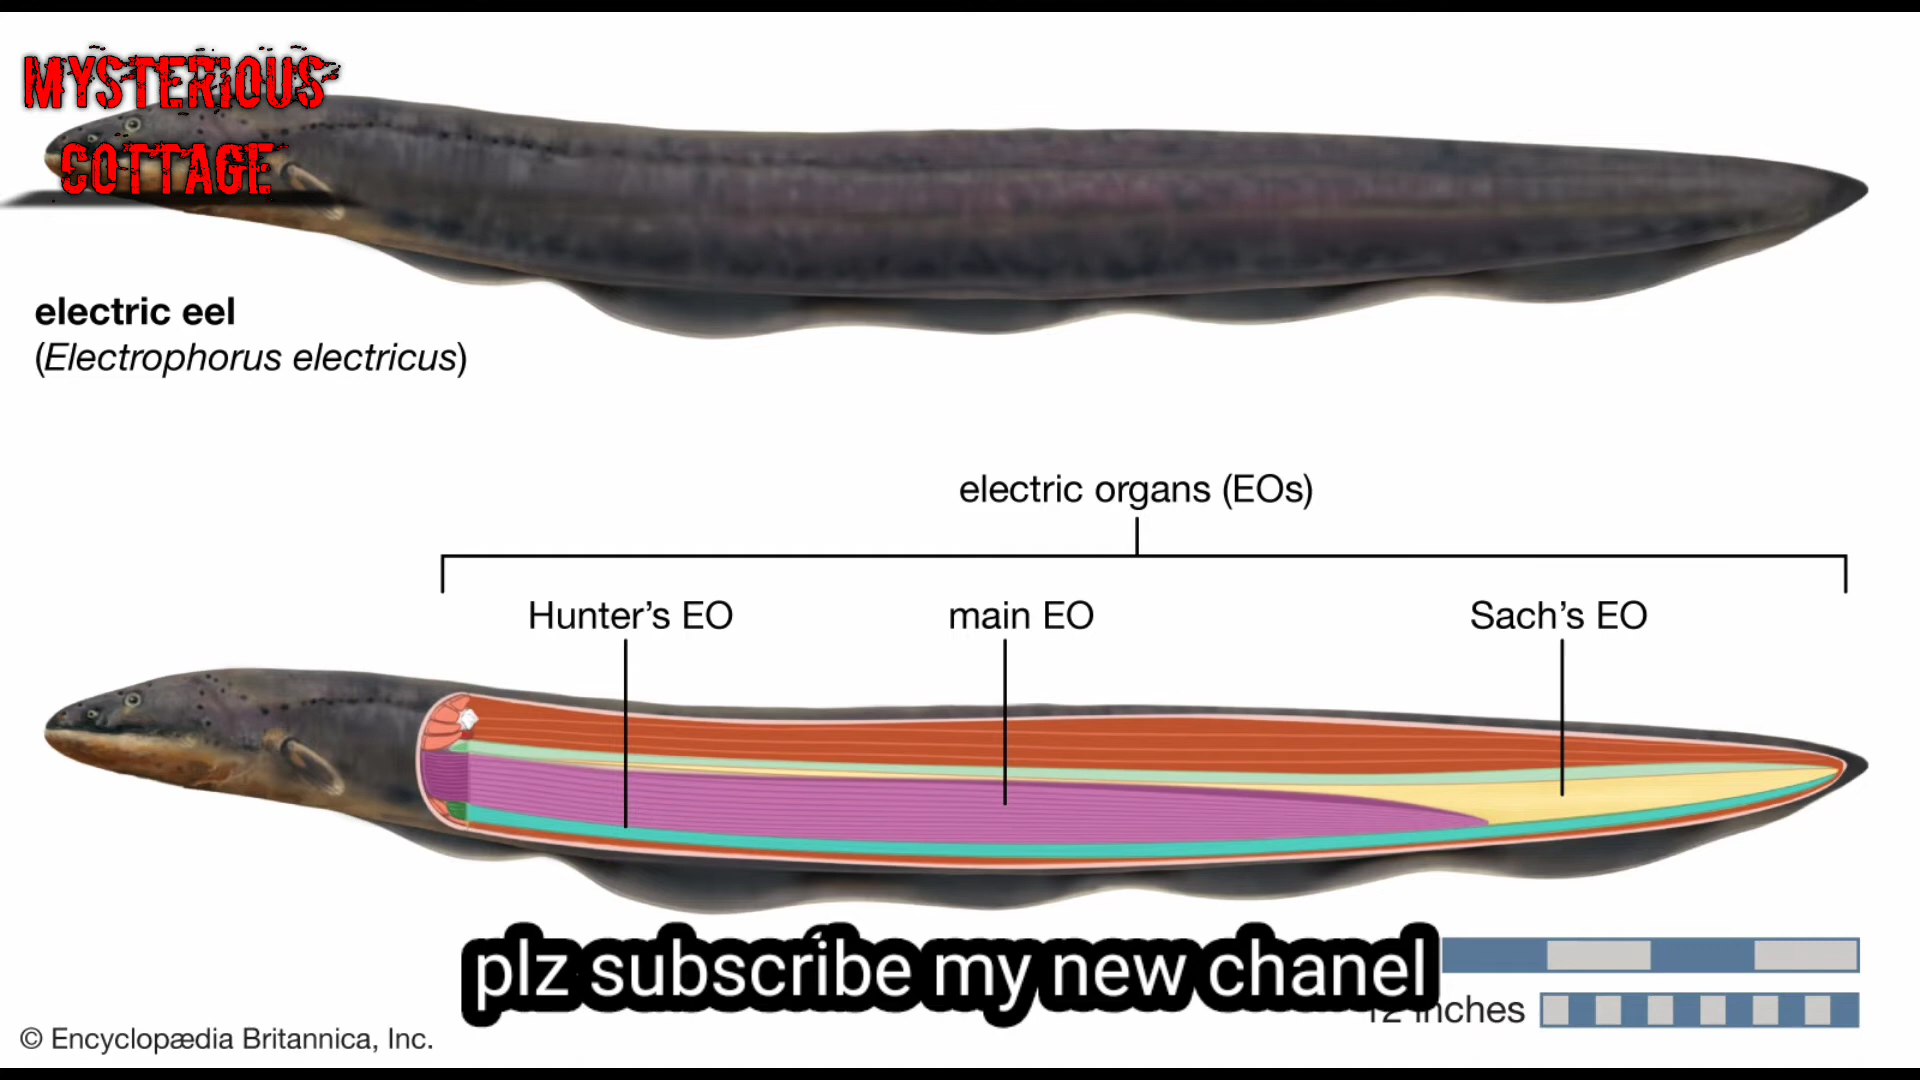 MYSTERIOUS
COTTAGE
electric eel
(Electrophorus electricus)
electric organs (EOs)
Hunter’s EO
main EO
Sach’s EO
plz subscribe my new chanel
12 inches
© Encyclopædia Britannica, Inc.